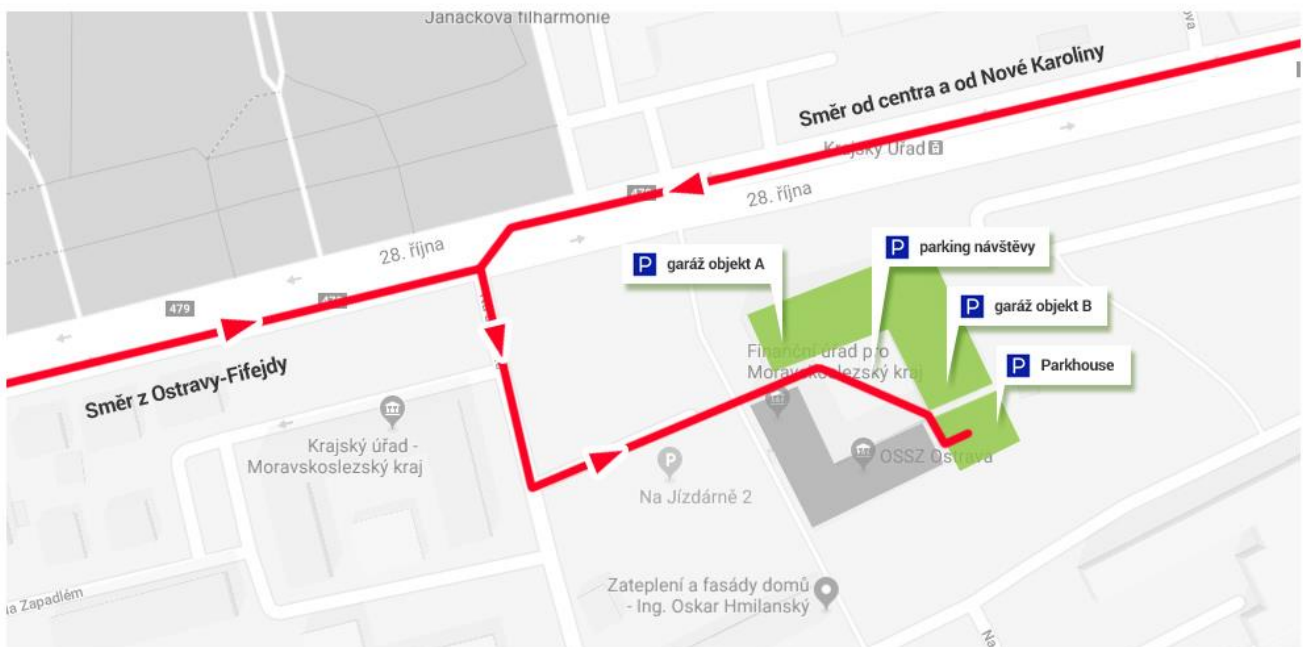 Janáčkova filharmonie
Směr od centra a od Nové Karoliny
Krajský Úřad
479
28. října
28. října
garáž objekt A
parking návštěvy
garáž objekt B
Parkhouse
479
Směr z Ostravy-Fifejdy
Finanční úřad pro
Moravskoslezský kraj
Krajský úřad -
Moravskoslezský kraj
P
OSSZ Ostrava
Na Jízdárně 2
Zateplení a fasády domů
- Ing. Oskar Hmilanský
Zapadlém
Na